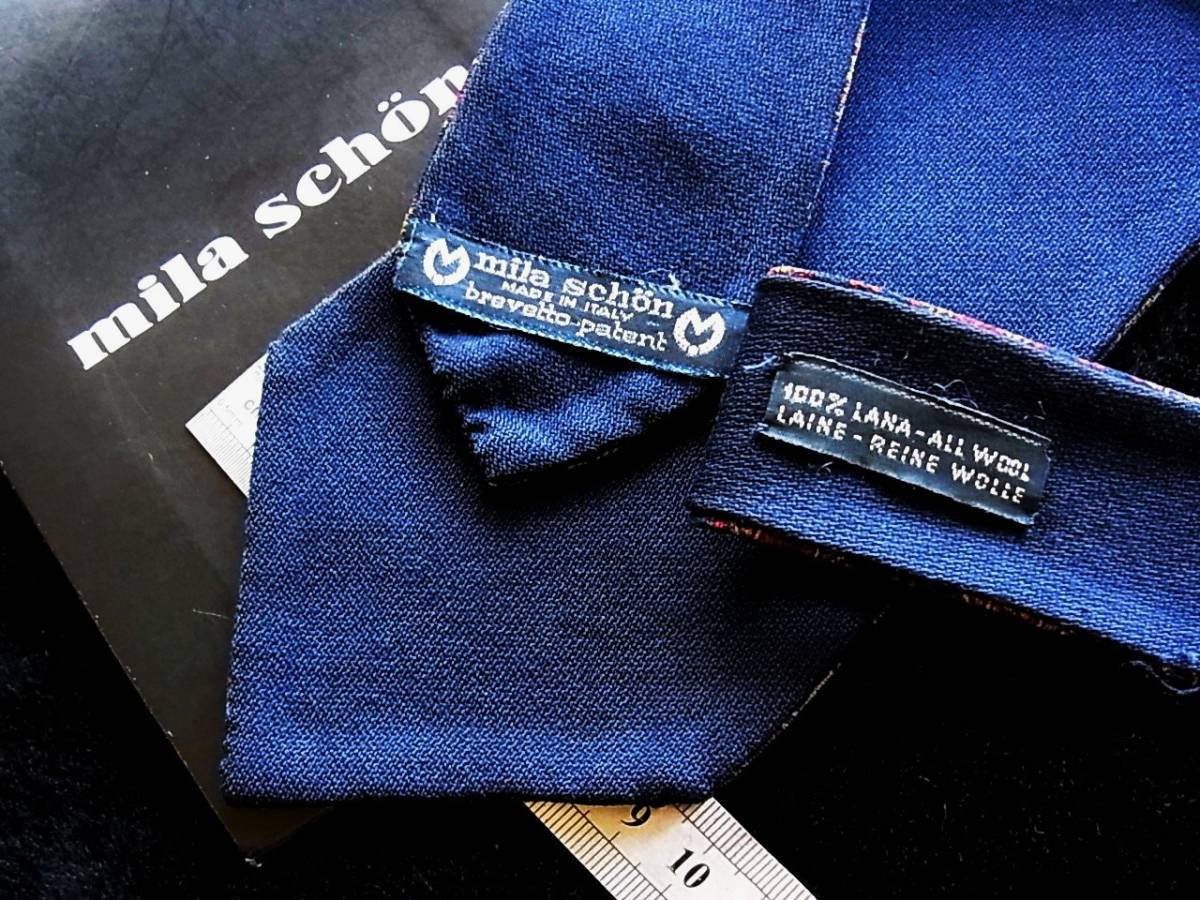 mila schön
mila schön
MADE IN ITALY
brevetto-patent
100% LANA-ALL WOOL
LAINE-REINE WOLLE
9
10